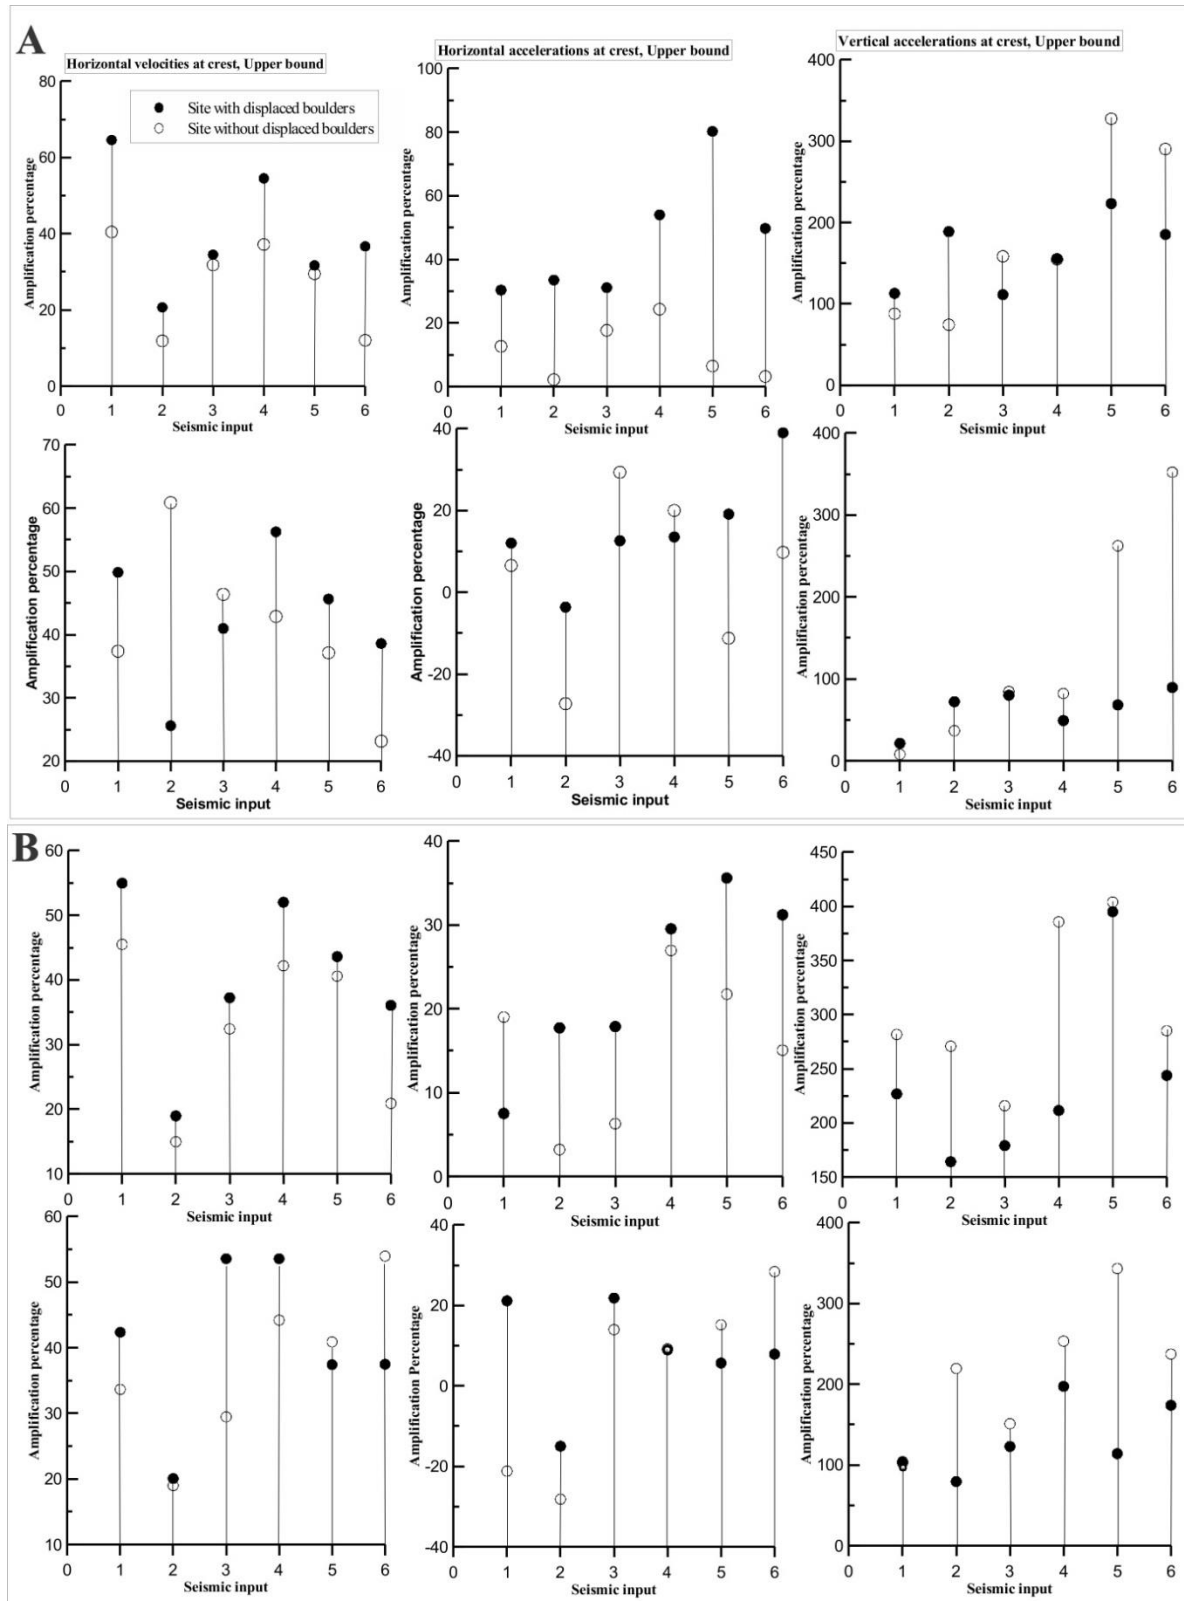 A
Horizontal velocities at crest, Upper bound
Horizontal accelerations at crest, Upper bound
Vertical accelerations at crest, Upper bound
Site with displaced boulders
Site without displaced boulders
Amplification percentage
80
60
40
20
0
0 1 2 3 4 5 6
Seismic input
Amplification percentage
100
80
60
40
20
0
0 1 2 3 4 5 6
Seismic input
Amplification percentage
400
300
200
100
0
0 1 2 3 4 5 6
Seismic input
Amplification percentage
70
60
50
40
30
20
0 1 2 3 4 5 6
Seismic input
Amplification percentage
40
20
0
-20
-40
0 1 2 3 4 5 6
Seismic input
Amplification percentage
400
300
200
100
0
0 1 2 3 4 5 6
Seismic input
B
Amplification percentage
60
50
40
30
20
10
0 1 2 3 4 5 6
Seismic input
Amplification percentage
40
30
20
10
0
0 1 2 3 4 5 6
Seismic input
Amplification percentage
450
400
350
300
250
200
150
0 1 2 3 4 5 6
Seismic input
Amplification percentage
60
50
40
30
20
10
0 1 2 3 4 5 6
Seismic input
Amplification Percentage
40
20
0
-20
-40
0 1 2 3 4 5 6
Seismic input
Amplification percentage
400
300
200
100
0
0 1 2 3 4 5 6
Seismic input